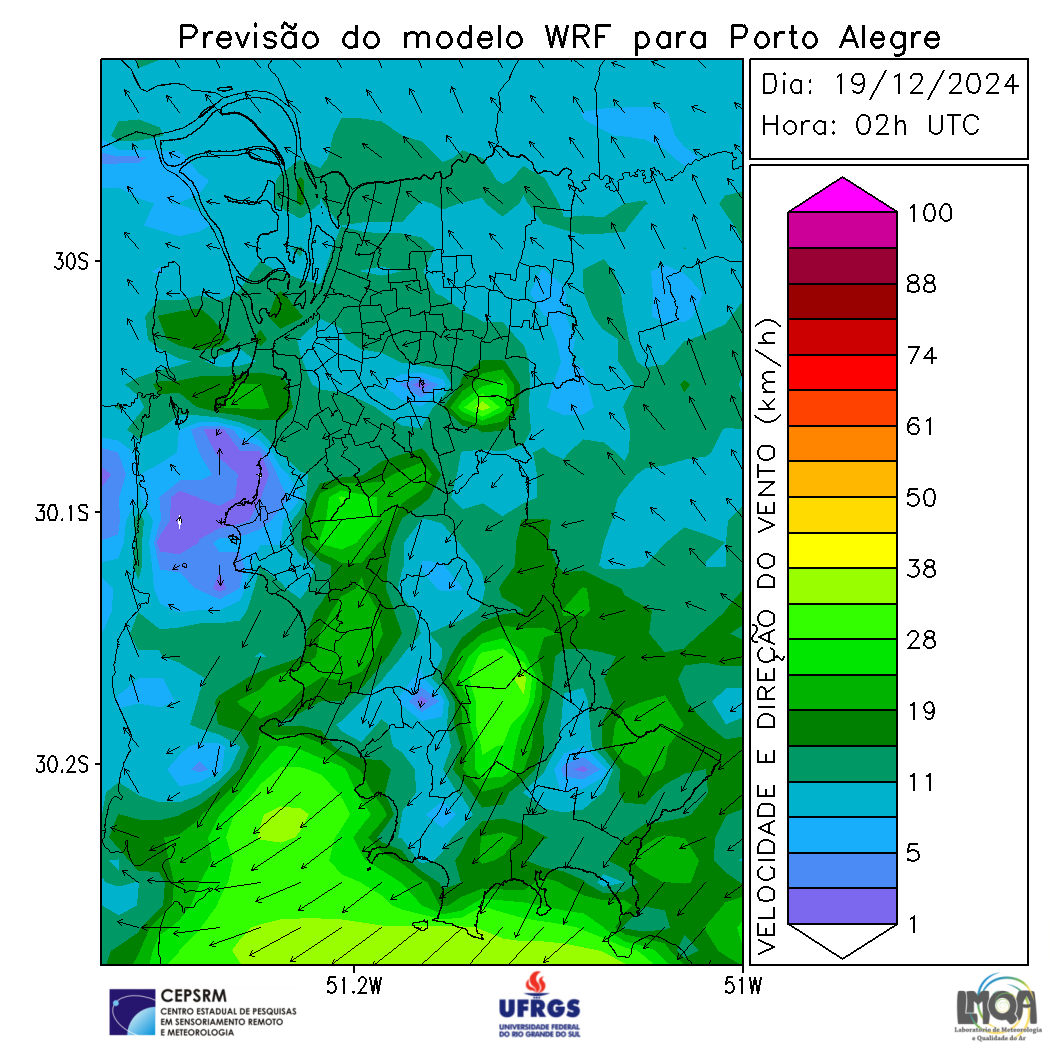 Previsão do modelo WRF para Porto Alegre
Dia: 19/12/2024
Hora: 02h UTC
30S
30.1S
30.2S
51.2W
51W
VELOCIDADE E DIREÇÃO DO VENTO (km/h)
100
88
74
61
50
38
28
19
11
5
1
CEPSRM
CENTRO ESTADUAL DE PESQUISAS
EM SENSORIAMENTO REMOTO
E METEOROLOGIA
UFRGS
UNIVERSIDADE FEDERAL
DO RIO GRANDE DO SUL
LMQA
Laboratório de Meteorologia
e Qualidade do Ar